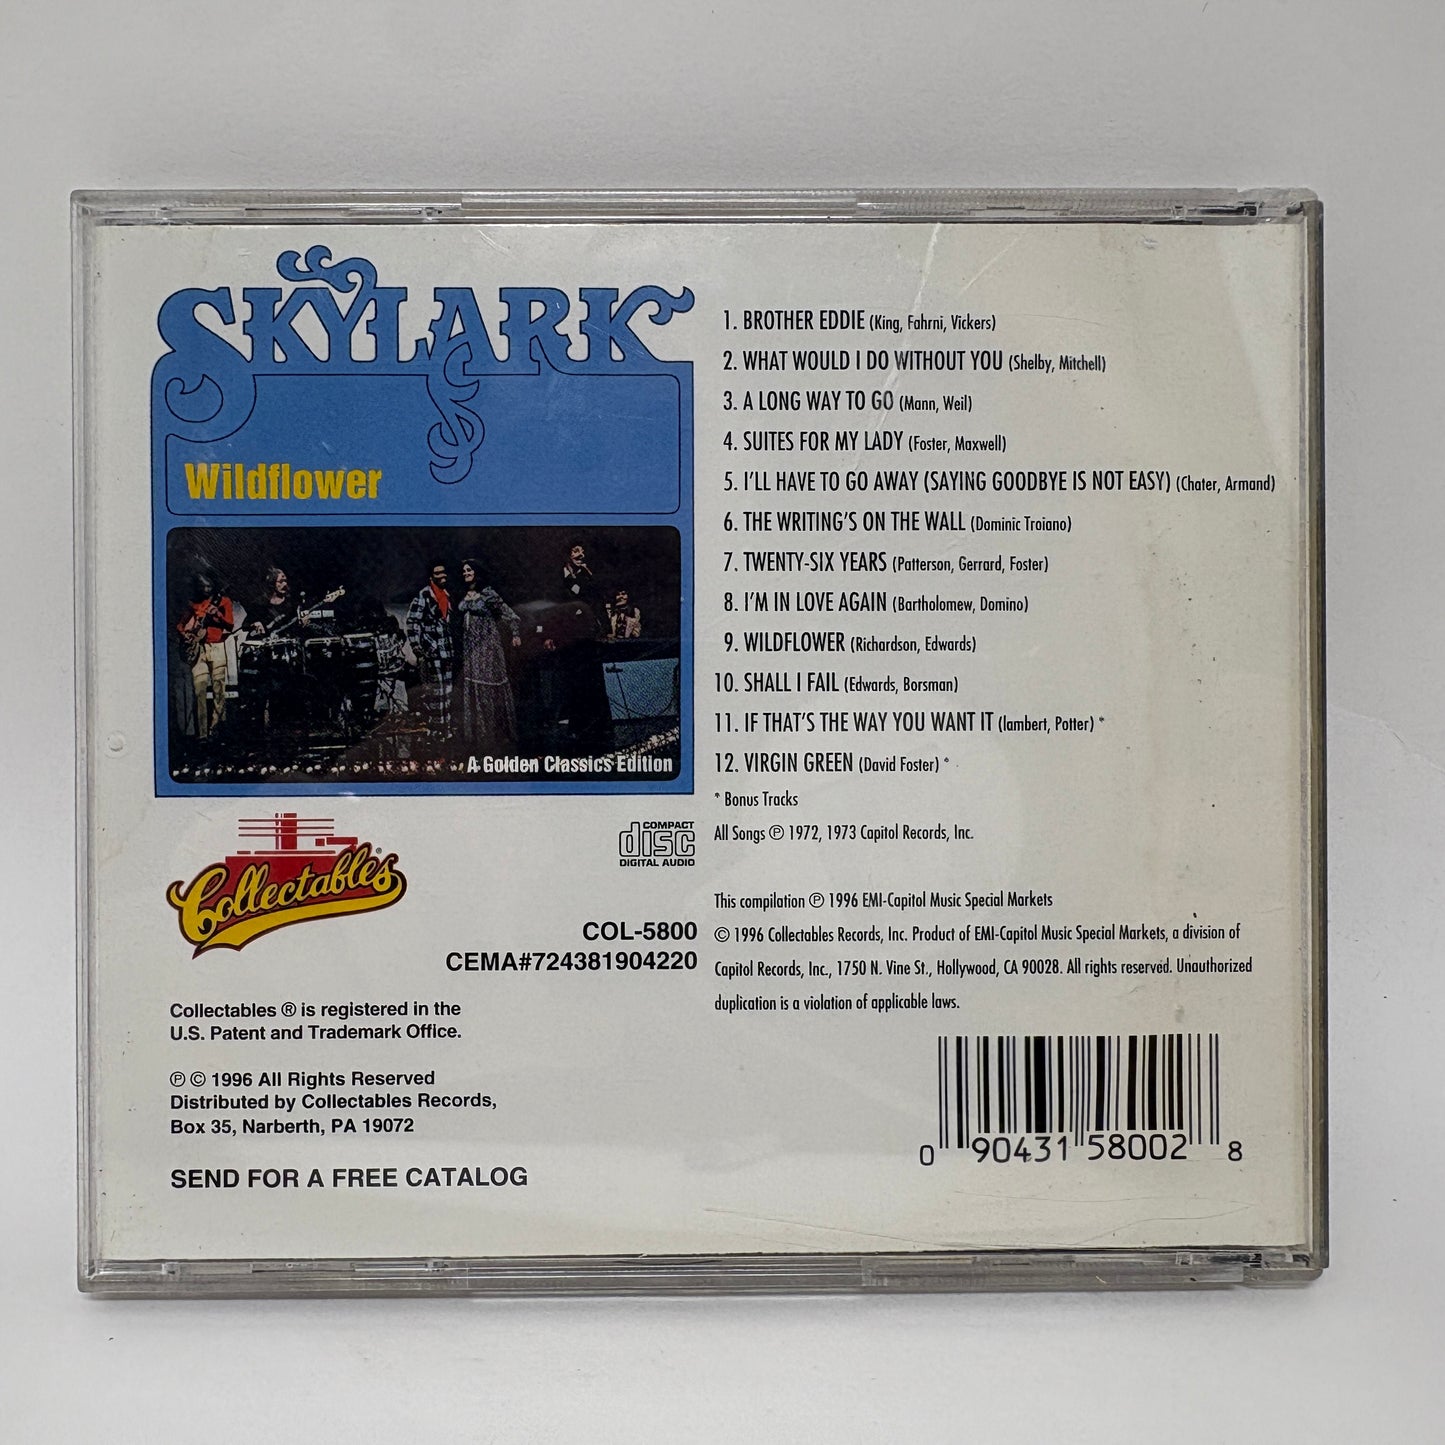 SKYLARK
Wildflower
A Golden Classics Edition
Collectables®
COMPACT
disc
DIGITAL AUDIO
COL-5800
CEMA#724381904220
Collectables ® is registered in the
U.S. Patent and Trademark Office.
℗ © 1996 All Rights Reserved
Distributed by Collectables Records,
Box 35, Narberth, PA 19072
SEND FOR A FREE CATALOG
1. BROTHER EDDIE (King, Fahrni, Vickers)
2. WHAT WOULD I DO WITHOUT YOU (Shelby, Mitchell)
3. A LONG WAY TO GO (Mann, Weil)
4. SUITES FOR MY LADY (Foster, Maxwell)
5. I'LL HAVE TO GO AWAY (SAYING GOODBYE IS NOT EASY) (Chater, Armand)
6. THE WRITING'S ON THE WALL (Dominic Troiano)
7. TWENTY-SIX YEARS (Patterson, Gerrard, Foster)
8. I'M IN LOVE AGAIN (Bartholomew, Domino)
9. WILDFLOWER (Richardson, Edwards)
10. SHALL I FAIL (Edwards, Borsman)
11. IF THAT'S THE WAY YOU WANT IT (lambert, Potter) *
12. VIRGIN GREEN (David Foster) *
* Bonus Tracks
All Songs ℗ 1972, 1973 Capitol Records, Inc.
This compilation ℗ 1996 EMI-Capitol Music Special Markets
© 1996 Collectables Records, Inc. Product of EMI-Capitol Music Special Markets, a division of
Capitol Records, Inc., 1750 N. Vine St., Hollywood, CA 90028. All rights reserved. Unauthorized
duplication is a violation of applicable laws.
0 90431 58002 8